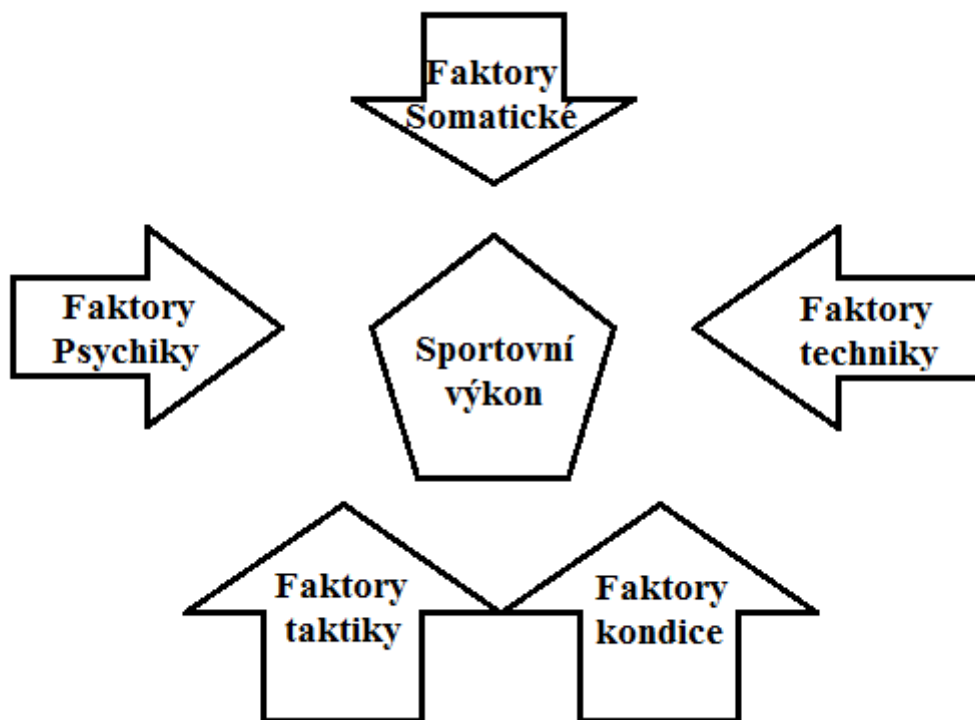 Faktory
Somatické
Faktory
Psychiky
Sportovní
výkon
Faktory
techniky
Faktory
taktiky
Faktory
kondice